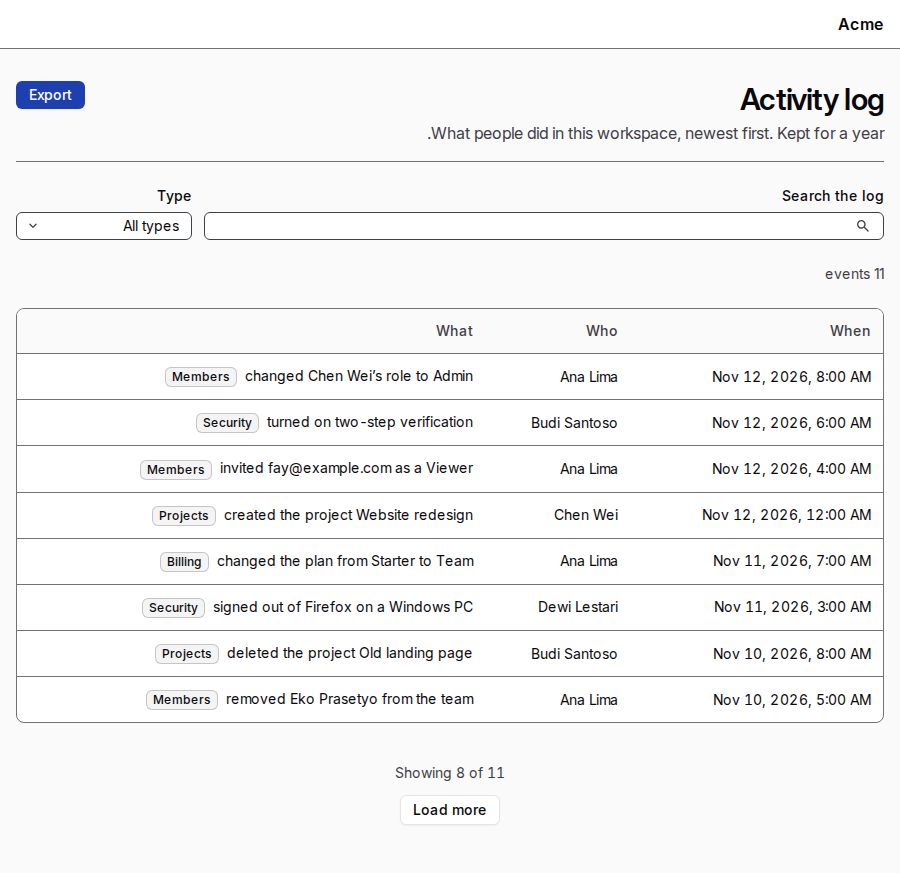 Acme
Activity log
Export
.What people did in this workspace, newest first. Kept for a year
Search the log
Type
All types
events 11
When Who What
Nov 12, 2026, 8:00 AM Ana Lima changed Chen Wei’s role to Admin Members
Nov 12, 2026, 6:00 AM Budi Santoso turned on two-step verification Security
Nov 12, 2026, 4:00 AM Ana Lima invited fay@example.com as a Viewer Members
Nov 12, 2026, 12:00 AM Chen Wei created the project Website redesign Projects
Nov 11, 2026, 7:00 AM Ana Lima changed the plan from Starter to Team Billing
Nov 11, 2026, 3:00 AM Dewi Lestari signed out of Firefox on a Windows PC Security
Nov 10, 2026, 8:00 AM Budi Santoso deleted the project Old landing page Projects
Nov 10, 2026, 5:00 AM Ana Lima removed Eko Prasetyo from the team Members
Showing 8 of 11
Load more